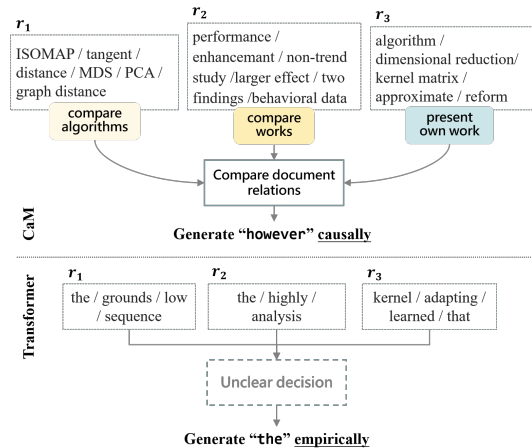 r1
r2
r3
ISOMAP / tangent /
distance / MDS / PCA /
graph distance
performance /
enhancemant / non-trend
study /larger effect / two
findings /behavioral data
algorithm /
dimensional reduction/
kernel matrix /
approximate / reform
compare
algorithms
compare
works
present
own work
Compare document
relations
CaM
Generate “however” causally
r1
r2
r3
the / grounds / low
/ sequence
the / highly /
analysis
kernel / adapting /
learned / that
Transformer
Unclear decision
Generate “the” empirically